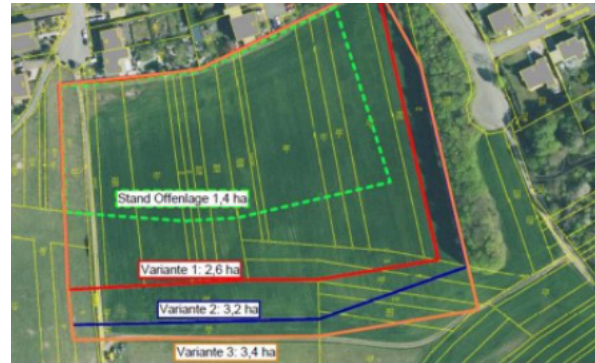 Stand Offenlage 1,4 ha
Variante 1: 2,6 ha
Variante 2: 3,2 ha
Variante 3: 3,4 ha